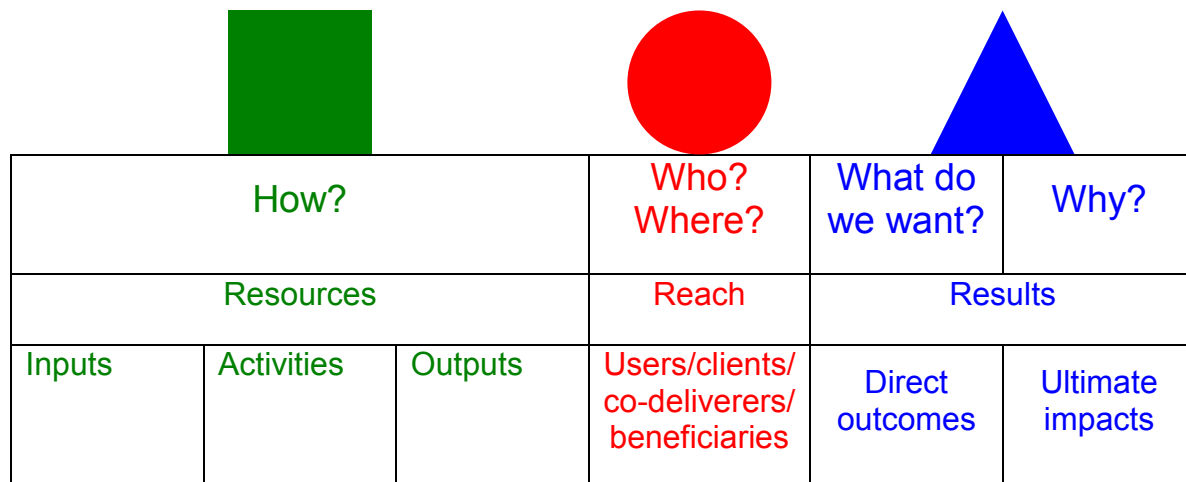 How?
Who?
Where?
What do
we want?
Why?
Resources
Reach
Results
Inputs
Activities
Outputs
Users/clients/
co-deliverers/
beneficiaries
Direct
outcomes
Ultimate
impacts